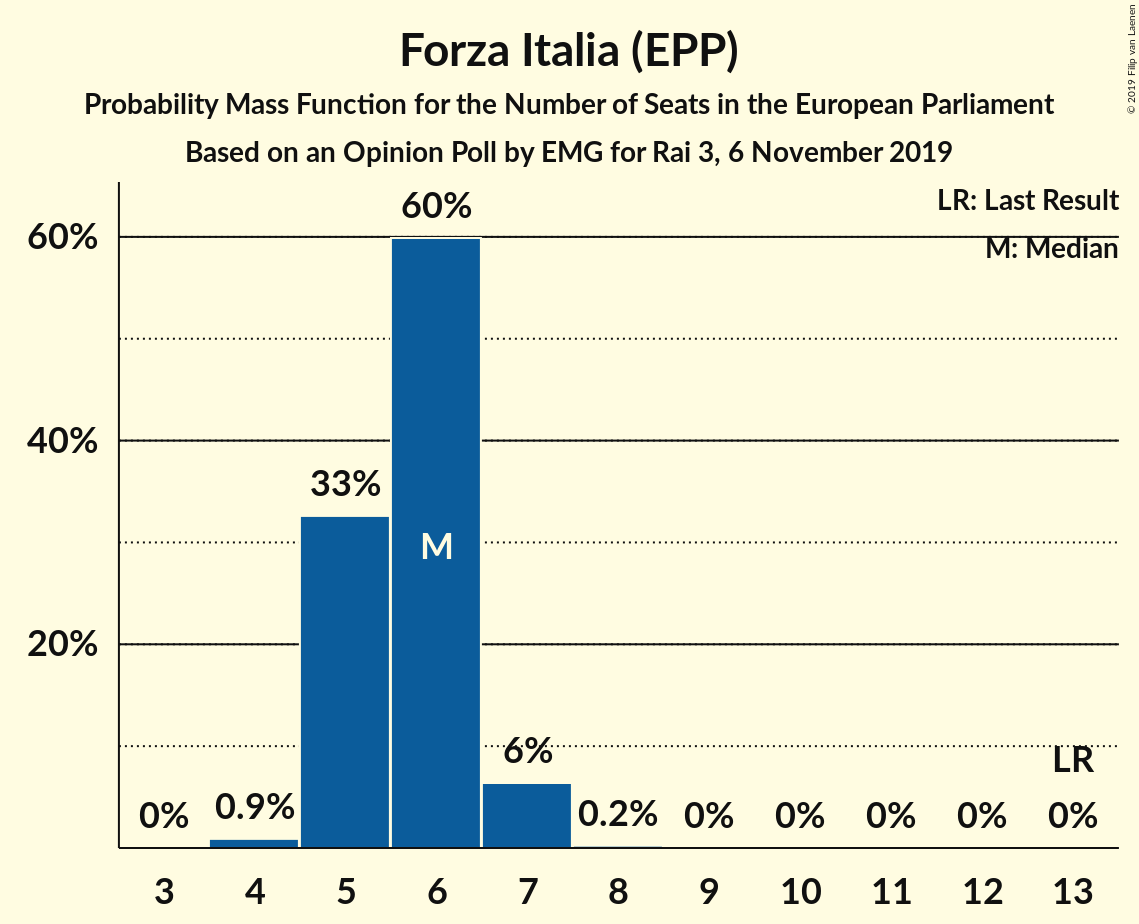 Forza Italia (EPP)
Probability Mass Function for the Number of Seats in the European Parliament
Based on an Opinion Poll by EMG for Rai 3, 6 November 2019
© 2019 Filip van Laenen
LR: Last Result
M: Median
60%
40%
20%
0%
0.9%
33%
60%
M
6%
0.2%
0%
0%
0%
0%
LR
0%
3 4 5 6 7 8 9 10 11 12 13